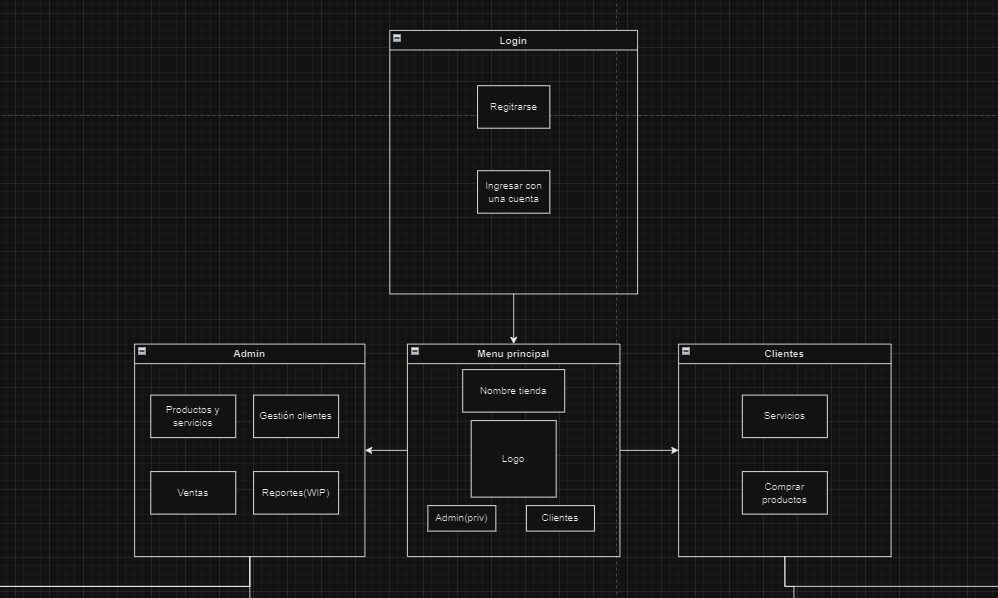 Login
Regitrarse
Ingresar con
una cuenta
Admin
Productos y
servicios
Gestión clientes
Ventas
Reportes(WIP)
Menu principal
Nombre tienda
Logo
Admin(priv)
Clientes
Clientes
Servicios
Comprar
productos